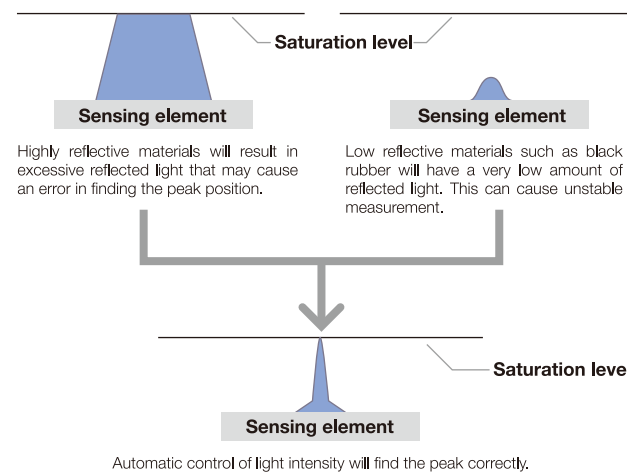 Saturation level
Sensing element
Sensing element
Highly reflective materials will result in
excessive reflected light that may cause
an error in finding the peak position.
Low reflective materials such as black
rubber will have a very low amount of
reflected light. This can cause unstable
measurement.
Saturation leve
Sensing element
Automatic control of light intensity will find the peak correctly.